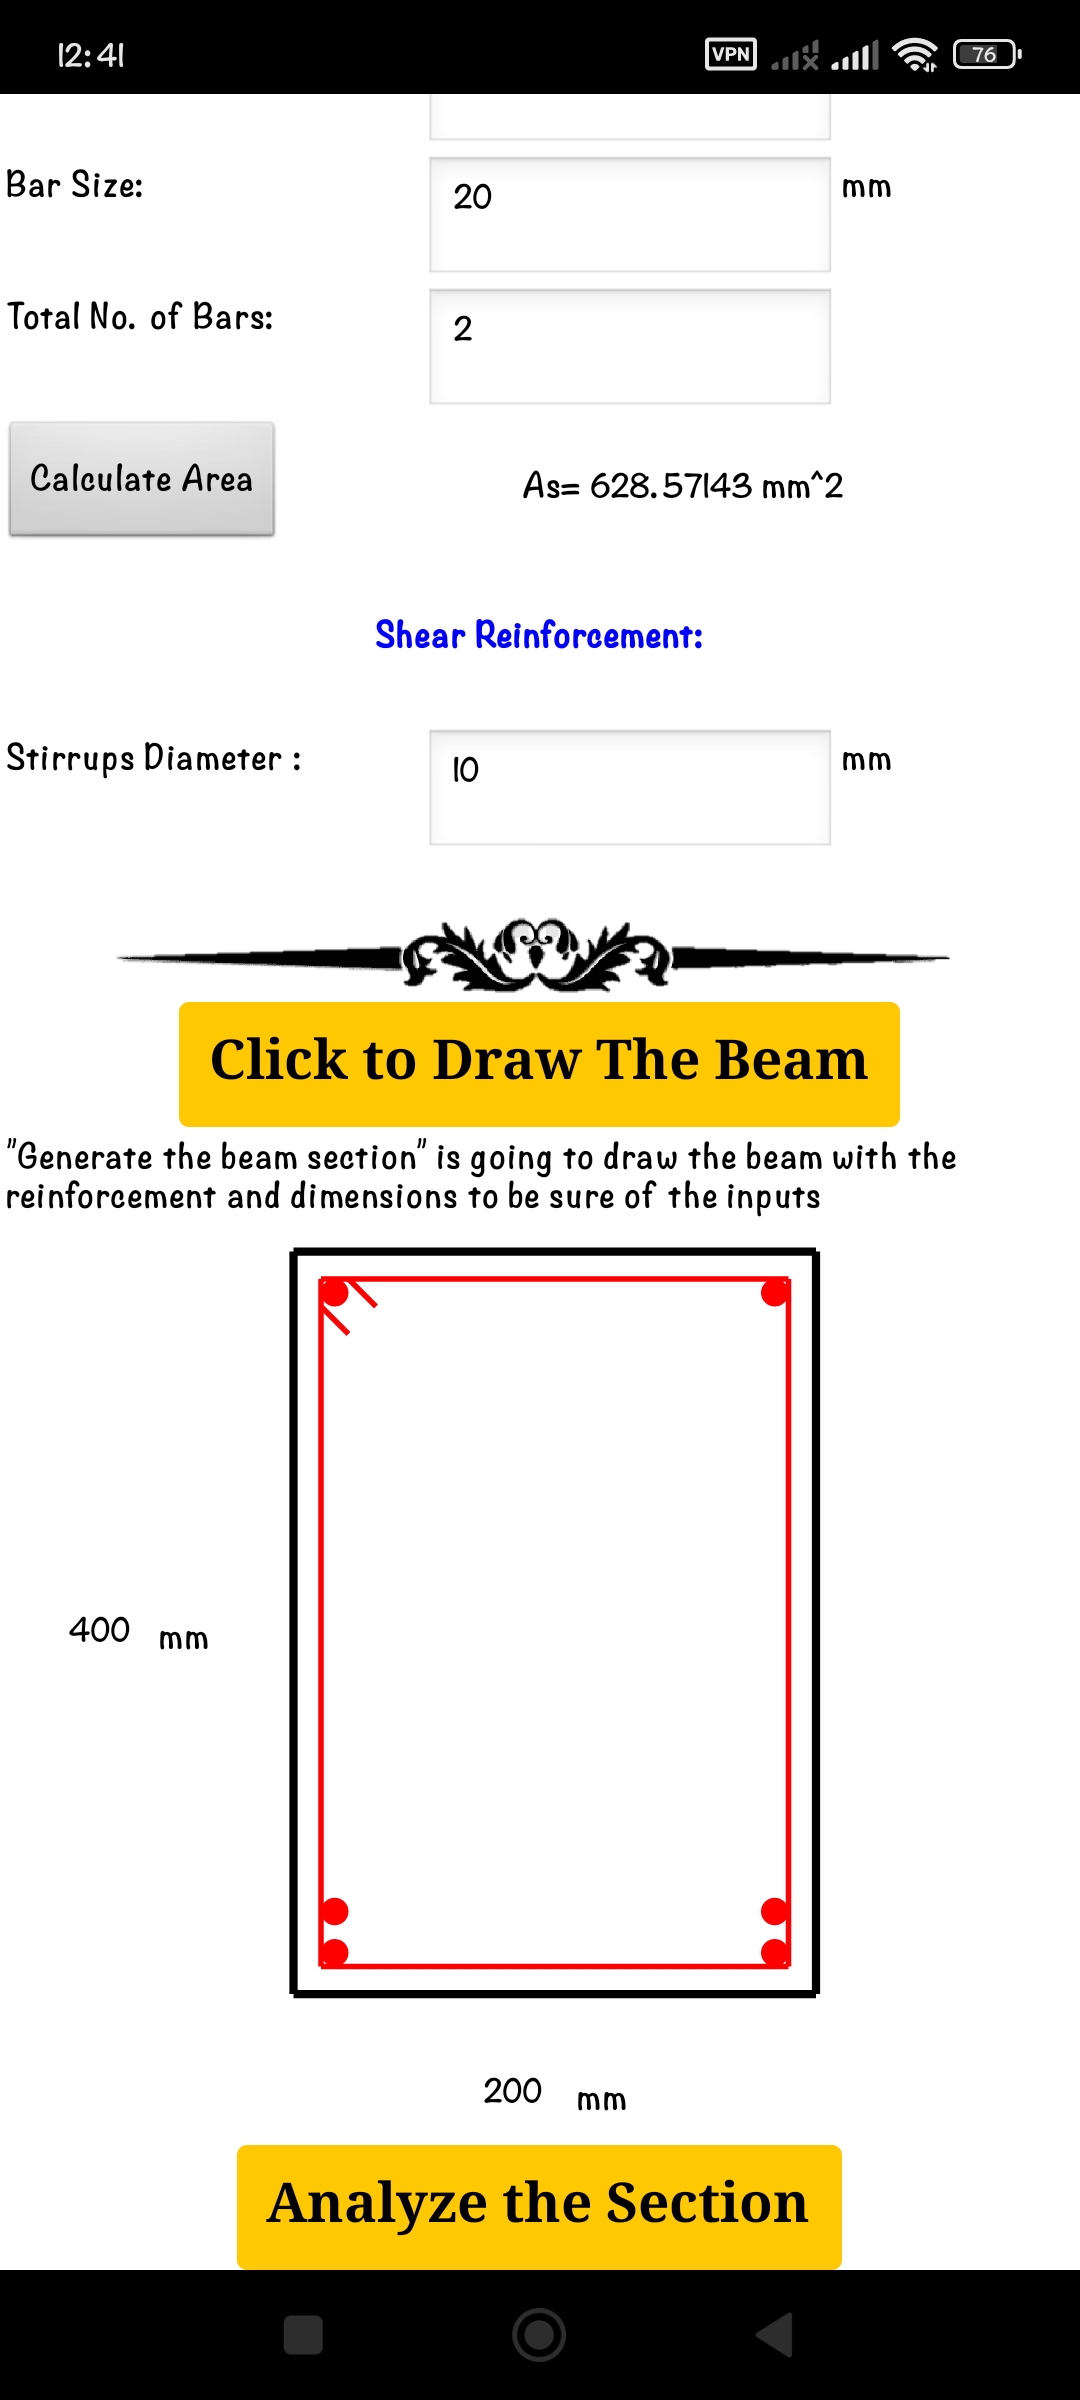 12:41
VPN
76
Bar Size:
20
mm
Total No. of Bars:
2
Calculate Area
As= 628.57143 mm^2
Shear Reinforcement:
Stirrups Diameter :
10
mm
Click to Draw The Beam
"Generate the beam section" is going to draw the beam with the
reinforcement and dimensions to be sure of the inputs
400 mm
200 mm
Analyze the Section